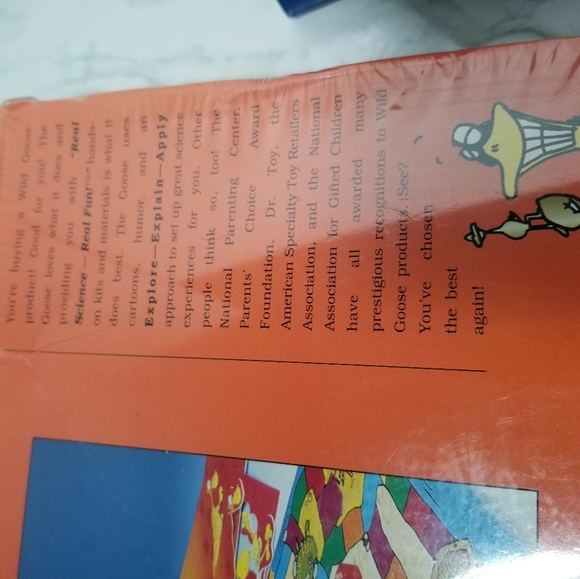 You're buying a Wild Goose
product! Good for you! The
Goose loves what it does and
providing you with "Real
Science—Real Fun!" hands-
on kits and materials is what it
does best. The Goose uses
cartoons, humor, and an
Explore—Explain—Apply
approach to set up great science
experiences for you. Other
people think so, too! The
National Parenting Center,
Parents' Choice Award
Foundation, Dr. Toy, the
American Specialty Toy Retailers
Association, and the National
Association for Gifted Children
have all awarded many
prestigious recognitions to Wild
Goose products. See?
You've chosen
the best
again!